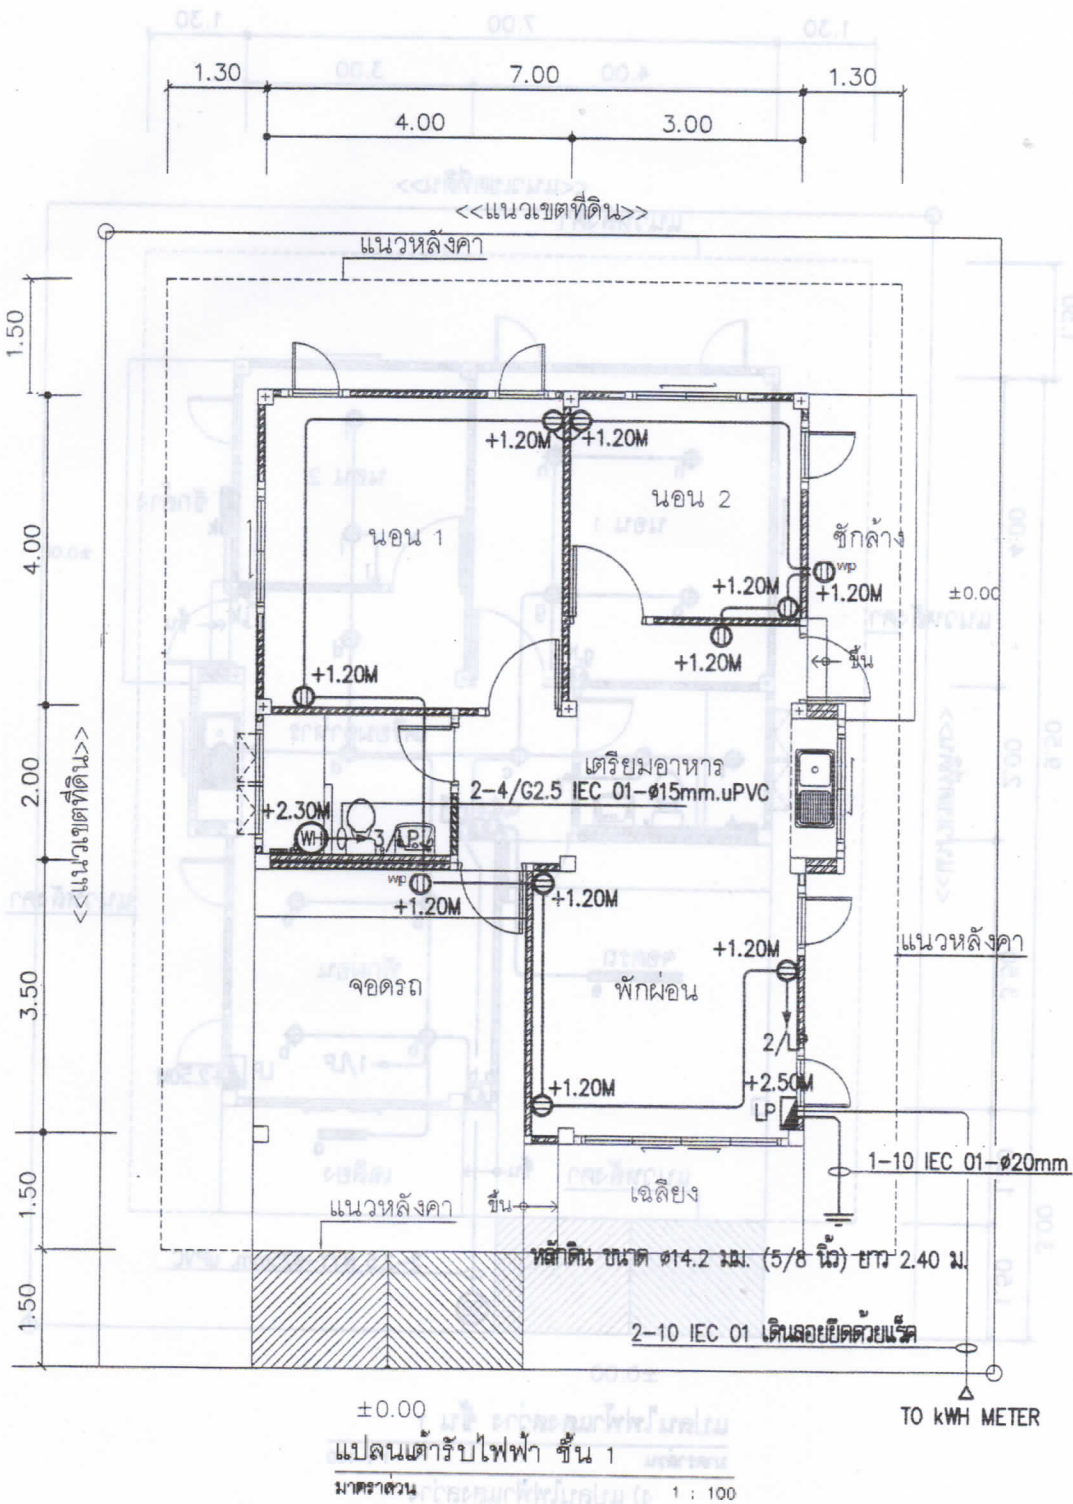 1.30 7.00 1.30
4.00 3.00
<<แนวเขตที่ดิน>>
แนวหลังคา
1.50
+1.20M +1.20M
นอน 1
นอน 2
ซักล้าง
4.00
wp
+1.20M +1.20M
±0.00
+1.20M
ขึ้น
+1.20M
<<แนวเขตที่ดิน>>
2.00
เตรียมอาหาร
2-4/G2.5 IEC 01-ø15mm.uPVC
+2.30M
WH 3/LP
wp
+1.20M +1.20M
+1.20M
แนวหลังคา
3.50
จอดรถ
พักผ่อน
2/LP
+1.20M
+2.50M
LP
1-10 IEC 01-ø20mm
1.50
แนวหลังคา
ขึ้น
เฉลียง
หลักดิน ขนาด ø14.2 มม. (5/8 นิ้ว) ยาว 2.40 ม.
1.50
2-10 IEC 01 เดินลอยยึดด้วยแร็ค
±0.00
TO kWH METER
แปลนเต้ารับไฟฟ้า ชั้น 1
มาตราส่วน 1 : 100